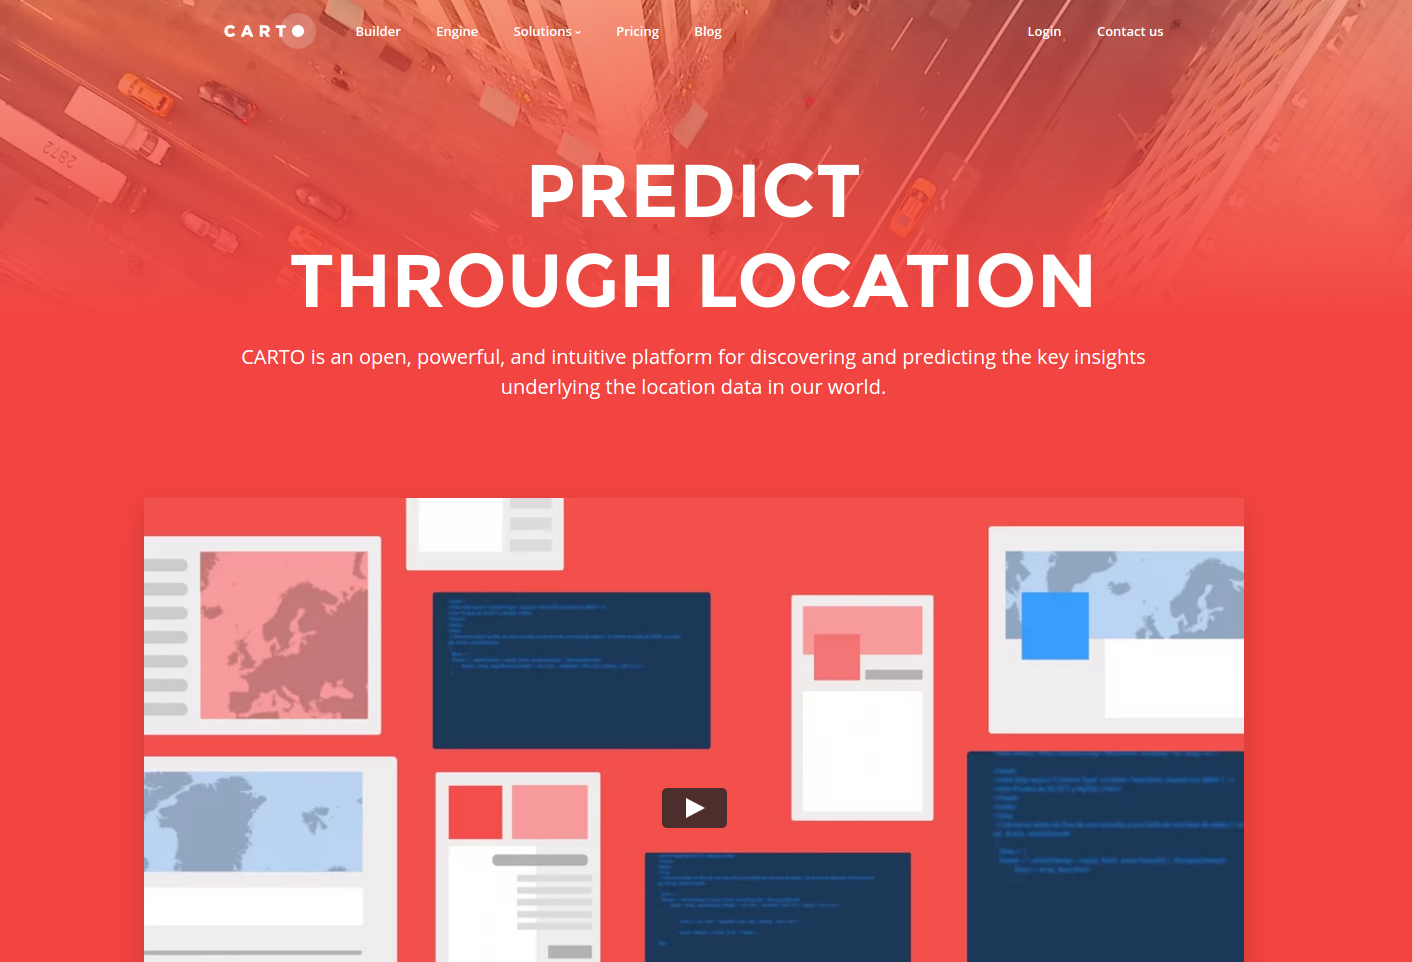 CARTO
Builder
Engine
Solutions
Pricing
Blog
Login
Contact us
2872
PREDICT
THROUGH LOCATION
CARTO is an open, powerful, and intuitive platform for discovering and predicting the key insights
underlying the location data in our world.